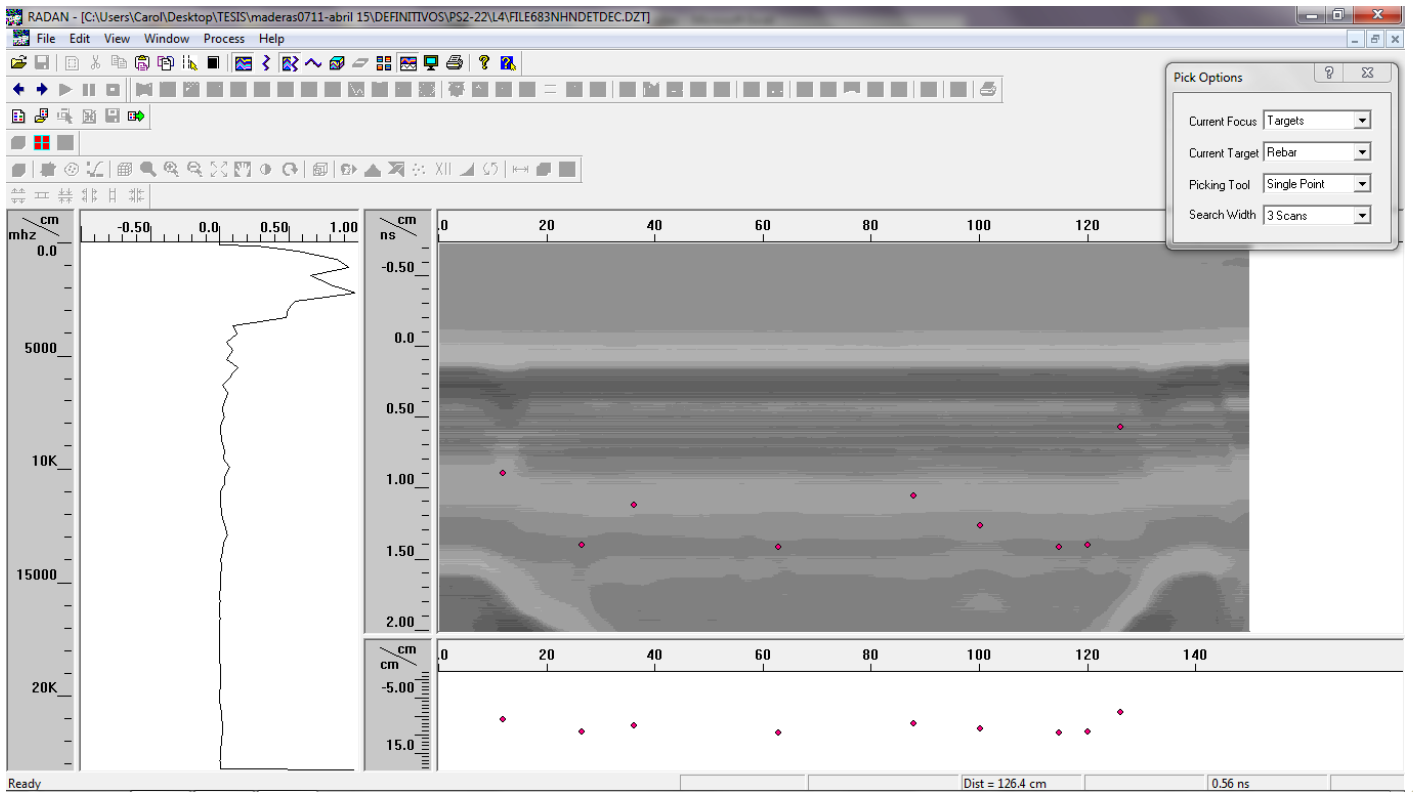 RADAN - [C:\Users\Carol\Desktop\TESIS\maderas0711-abril 15\DEFINITIVOS\PS2-22\L4\FILE683NHNDETDEC.DZT]
File Edit View Window Process Help
Pick Options
Current Focus Targets
Current Target Rebar
Picking Tool Single Point
Search Width 3 Scans
XII
cm
mhz
-0.50 0.0 0.50 1.00
cm
ns
.0 20 40 60 80 100 120
0.0
5000
10K
15000
20K
-0.50
0.0
0.50
1.00
1.50
2.00
cm
cm
.0 20 40 60 80 100 120 140
-5.00
15.0
Ready
Dist = 126.4 cm
0.56 ns